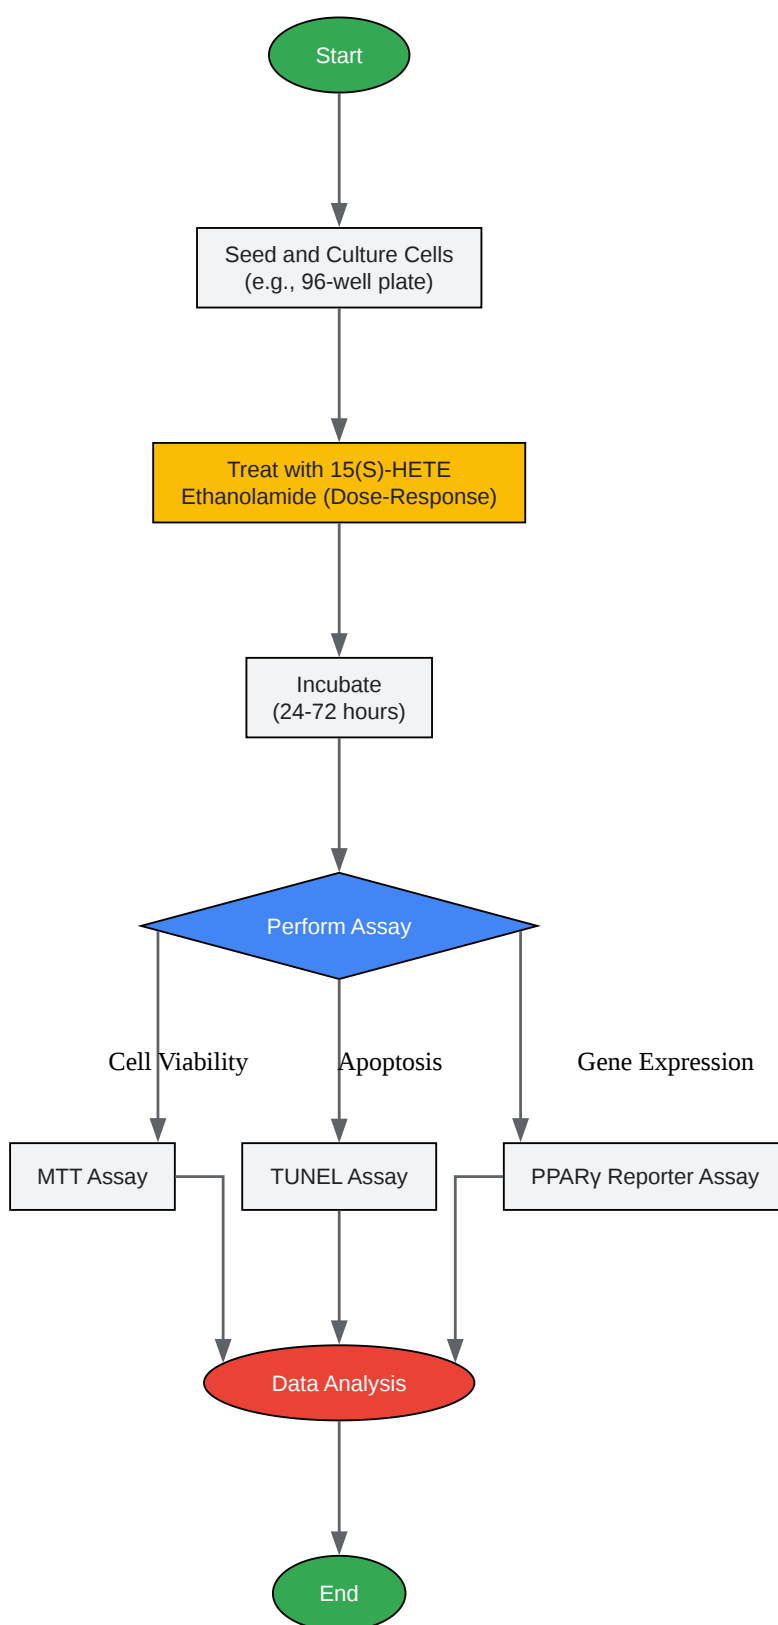 Start
Seed and Culture Cells
(e.g., 96-well plate)
Treat with 15(S)-HETE
Ethanolamide (Dose-Response)
Incubate
(24-72 hours)
Perform Assay
Cell Viability
Apoptosis
Gene Expression
MTT Assay
TUNEL Assay
PPARγ Reporter Assay
Data Analysis
End